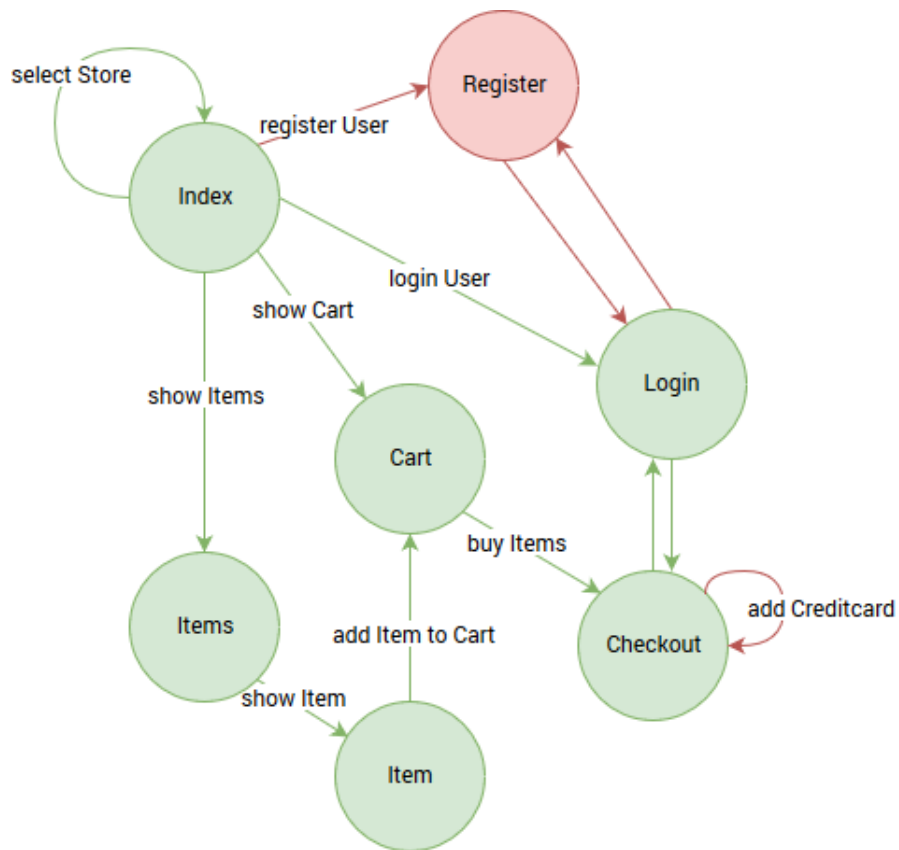 select Store
Register
register User
Index
login User
show Cart
Login
show Items
Cart
buy Items
Items
add Item to Cart
add Creditcard
Checkout
show Item
Item